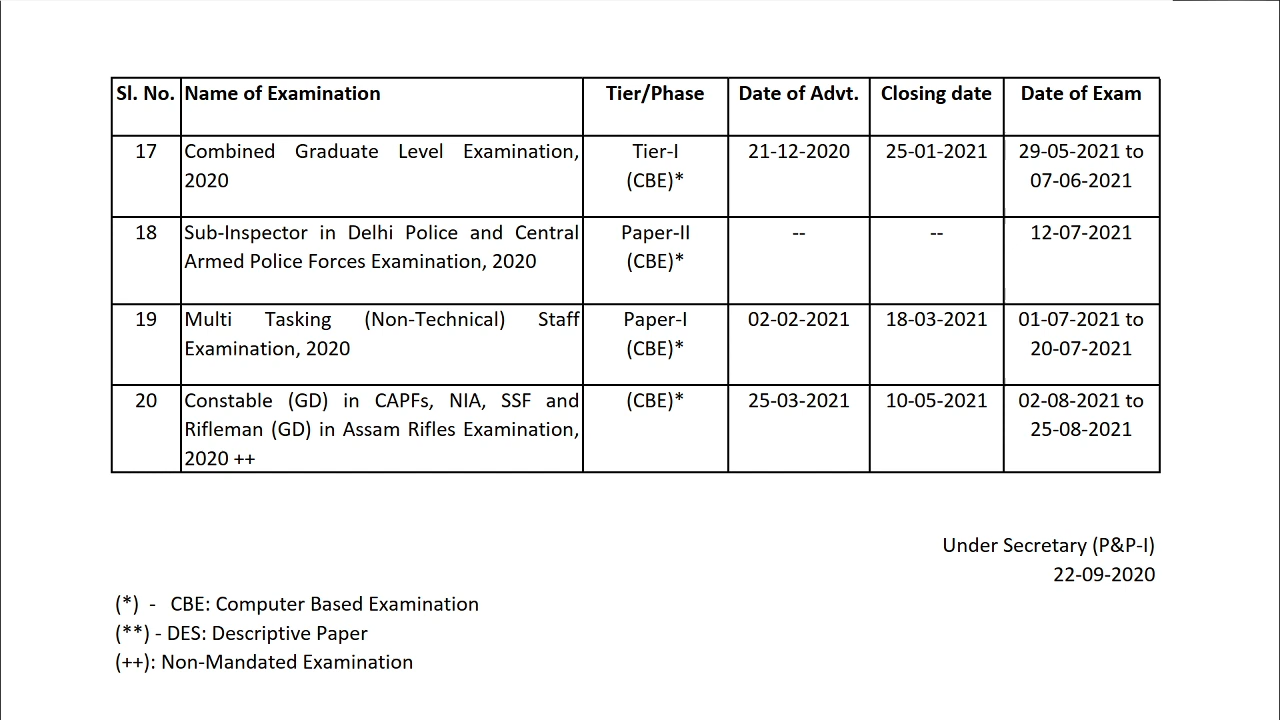 Sl. No. Name of Examination Tier/Phase Date of Advt. Closing date Date of Exam
17 Combined Graduate Level Examination, Tier-I 21-12-2020 25-01-2021 29-05-2021 to
2020 (CBE)* 07-06-2021
18 Sub-Inspector in Delhi Police and Central Paper-II -- -- 12-07-2021
Armed Police Forces Examination, 2020 (CBE)*
19 Multi Tasking (Non-Technical) Staff Paper-I 02-02-2021 18-03-2021 01-07-2021 to
Examination, 2020 (CBE)* 20-07-2021
20 Constable (GD) in CAPFs, NIA, SSF and (CBE)* 25-03-2021 10-05-2021 02-08-2021 to
Rifleman (GD) in Assam Rifles Examination, 25-08-2021
2020 ++
Under Secretary (P&P-I)
22-09-2020
(*) - CBE: Computer Based Examination
(**) - DES: Descriptive Paper
(++): Non-Mandated Examination